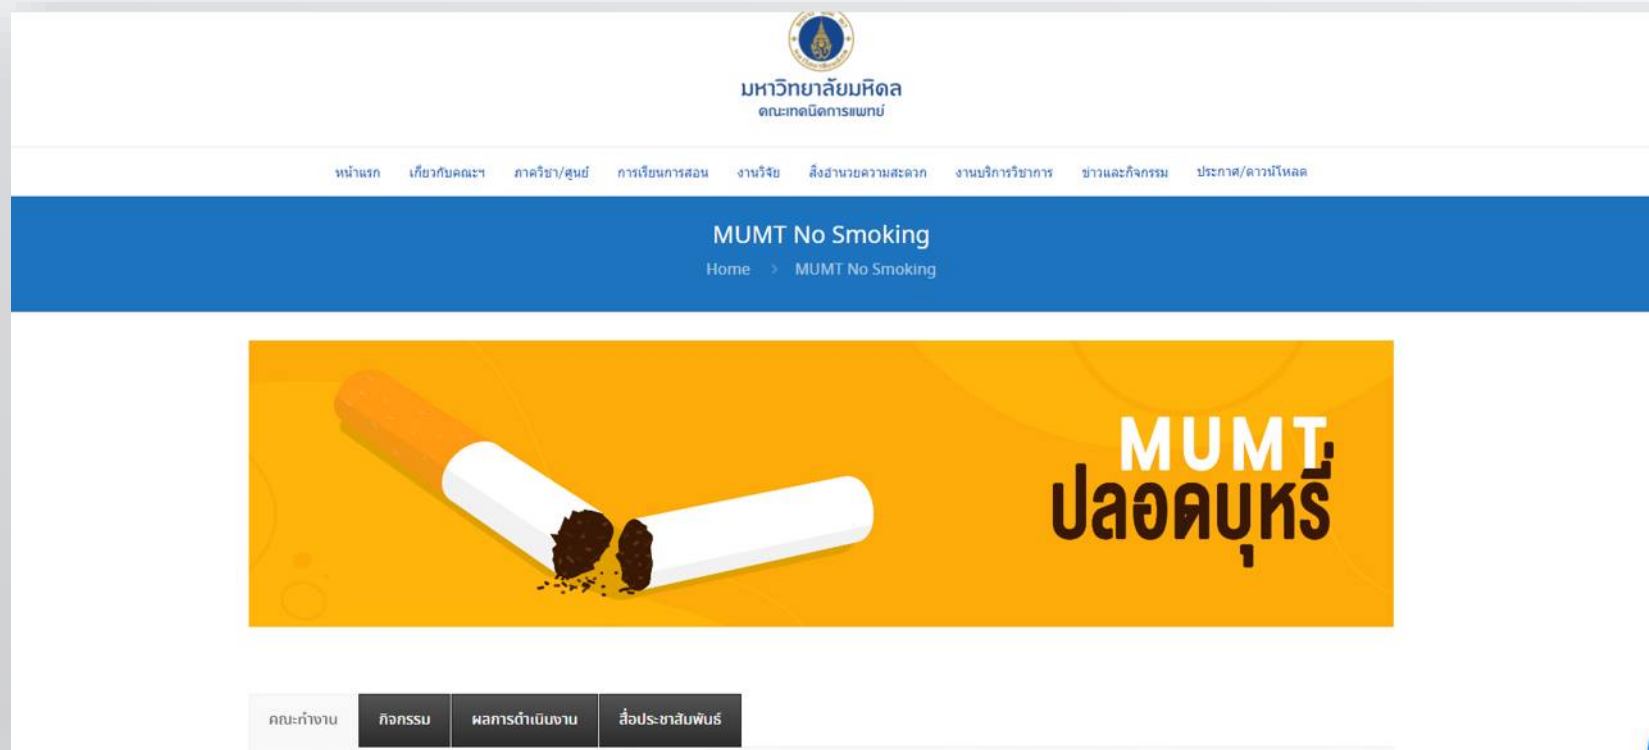 มหาวิทยาลัยมหิดล
คณะเทคนิคการแพทย์
หน้าแรก เกี่ยวกับคณะฯ ภาควิชา/ศูนย์ การเรียนการสอน งานวิจัย สิ่งอำนวยความสะดวก งานบริการวิชาการ ข่าวและกิจกรรม ประกาศ/ดาวน์โหลด
MUMT No Smoking
Home > MUMT No Smoking
MUMT
ปลอดบุหรี่
คณะทำงาน กิจกรรม ผลการดำเนินงาน สื่อประชาสัมพันธ์